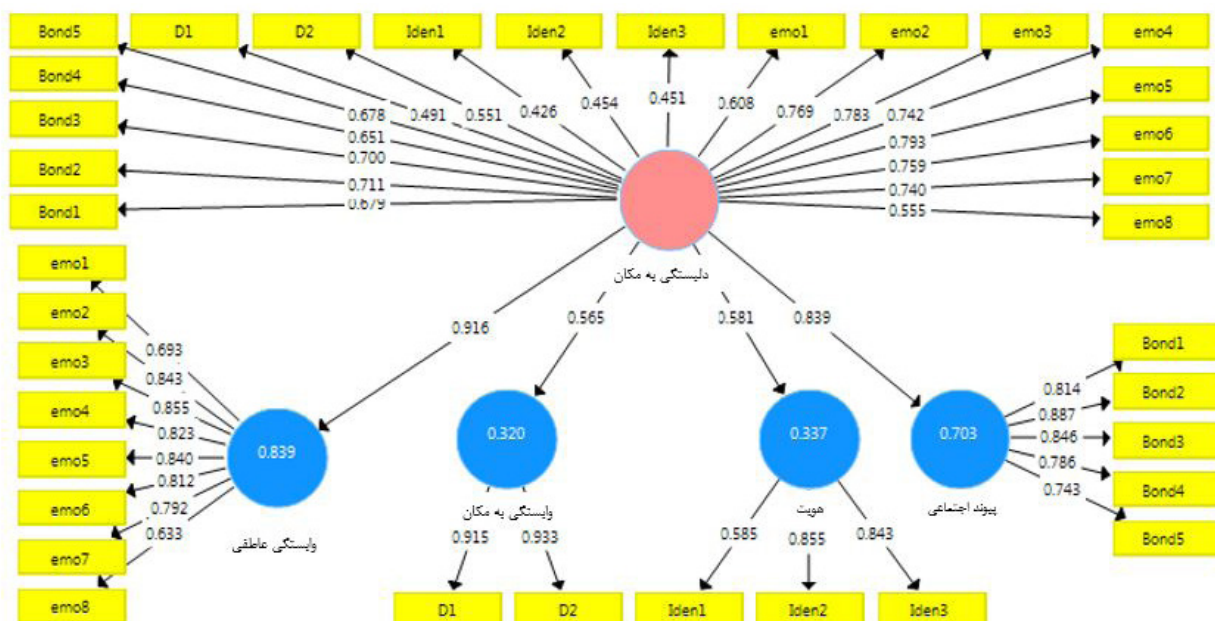 Bond5
D1
D2
Iden1
Iden2
Iden3
emo1
emo2
emo3
emo4
Bond4
Bond3
Bond2
Bond1
emo5
emo6
emo7
emo8
0.678
0.491
0.551
0.426
0.454
0.451
0.608
0.769
0.783
0.742
0.651
0.700
0.711
0.679
0.793
0.759
0.740
0.555
دلبستگی به مکان
0.916
0.565
0.581
0.839
emo1
emo2
emo3
emo4
emo5
emo6
emo7
emo8
0.693
0.843
0.855
0.823
0.840
0.812
0.792
0.633
0.839
وابستگی عاطفی
0.320
وابستگی به مکان
0.915
0.933
D1
D2
0.337
هویت
0.585
0.855
0.843
Iden1
Iden2
Iden3
0.703
پیوند اجتماعی
0.814
0.887
0.846
0.786
0.743
Bond1
Bond2
Bond3
Bond4
Bond5